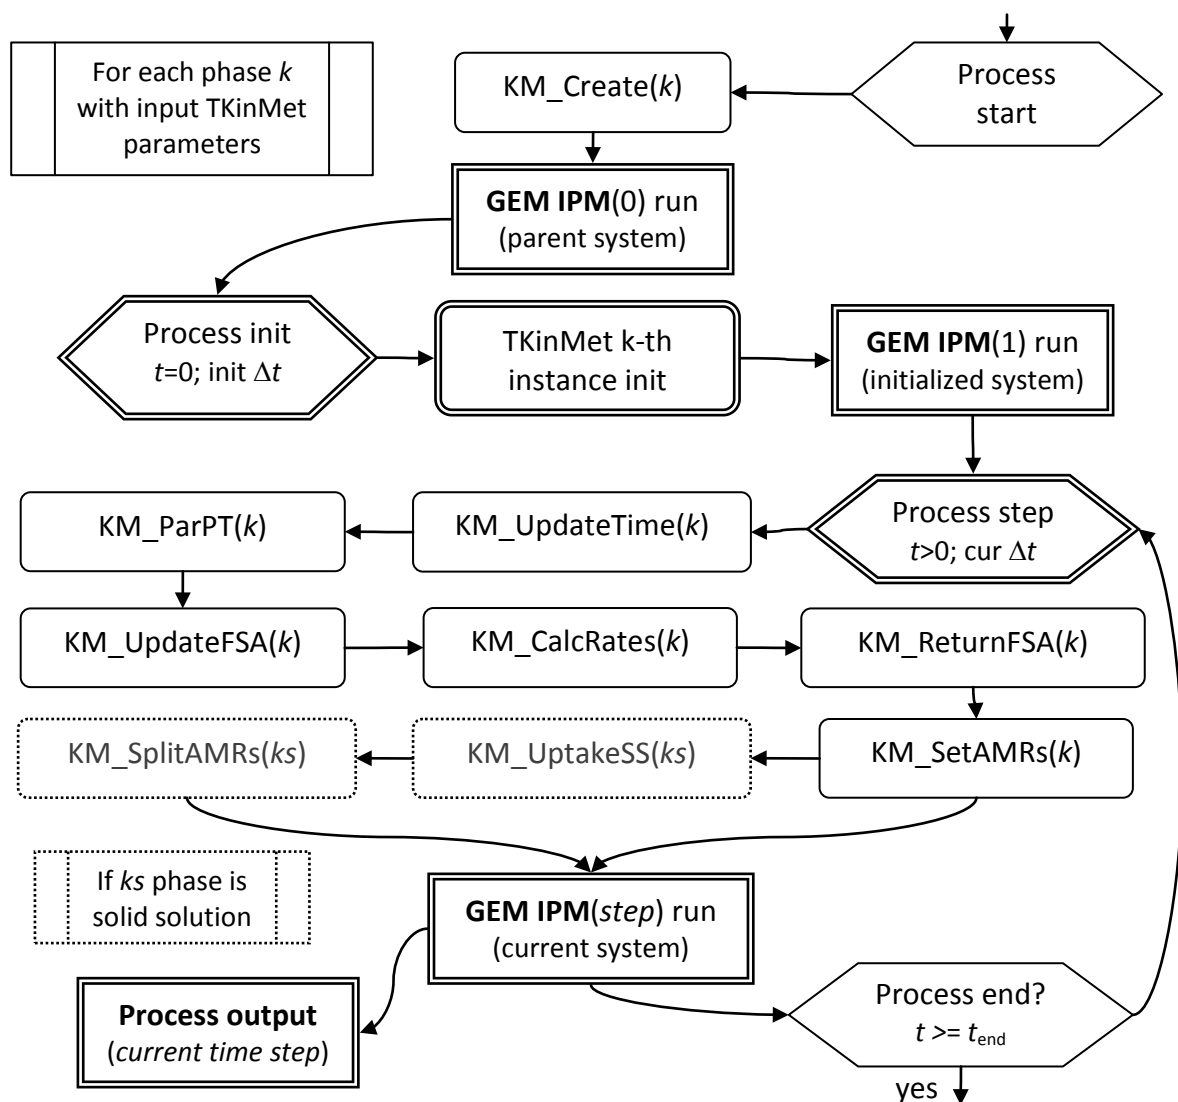 For each phase k
with input TKinMet
parameters
KM_Create(k)
Process
start
GEM IPM(0) run
(parent system)
Process init
t=0; init Δt
TKinMet k-th
instance init
GEM IPM(1) run
(initialized system)
KM_ParPT(k)
KM_UpdateTime(k)
Process step
t>0; cur Δt
KM_UpdateFSA(k)
KM_CalcRates(k)
KM_ReturnFSA(k)
KM_SplitAMRs(ks)
KM_UptakeSS(ks)
KM_SetAMRs(k)
If ks phase is
solid solution
GEM IPM(step) run
(current system)
Process output
(current time step)
Process end?
t >= tend
yes